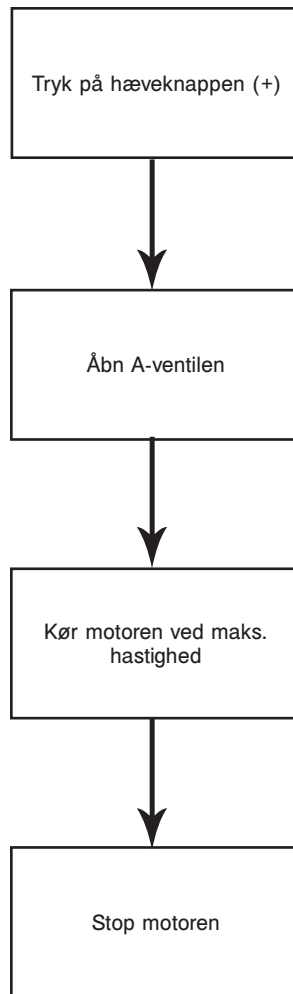 Tryk på hæveknappen (+)
Åbn A-ventilen
Kør motoren ved maks.
hastighed
Stop motoren